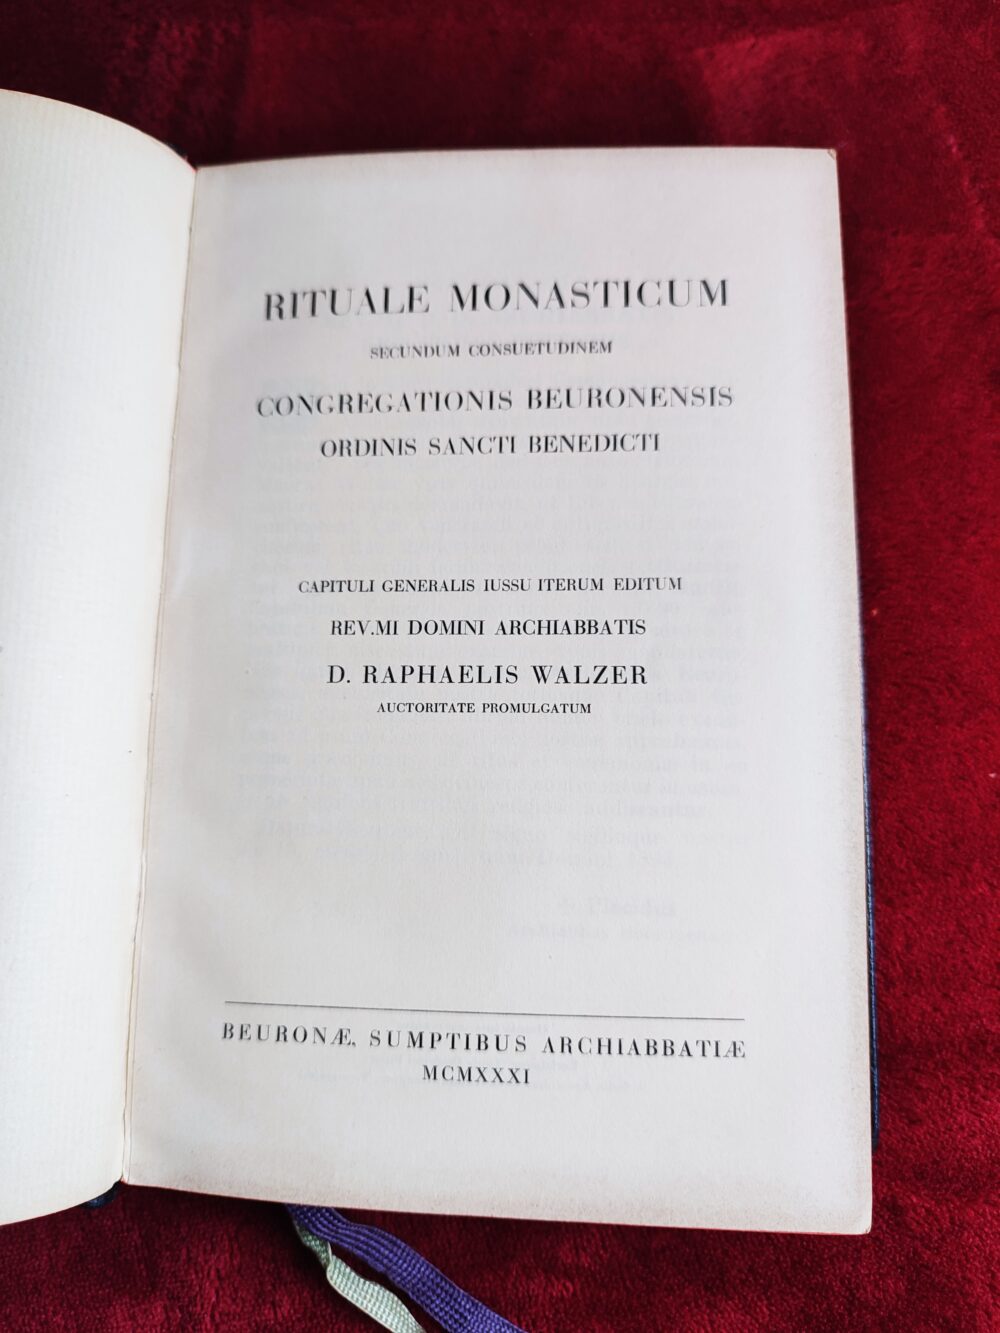 RITUALE MONASTICUM
SECUNDUM CONSUETUDINEM
CONGREGATIONIS BEURONENSIS
ORDINIS SANCTI BENEDICTI
CAPITULI GENERALIS IUSSU ITERUM EDITUM
REV.MI DOMINI ARCHIABBATIS
D. RAPHAELIS WALZER
AUCTORITATE PROMULGATUM
BEURONÆ, SUMPTIBUS ARCHIABBATIÆ
MCMXXXI